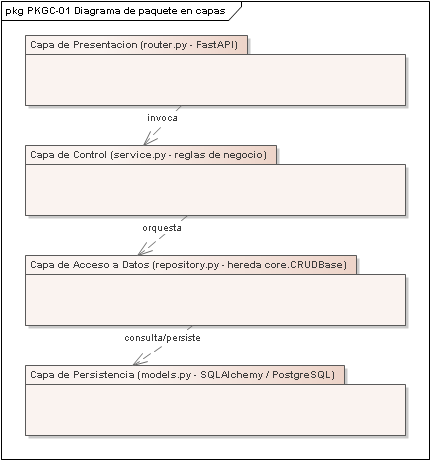 pkg PKGC-01 Diagrama de paquete en capas
Capa de Presentacion (router.py - FastAPI)
invoca
Capa de Control (service.py - reglas de negocio)
orquesta
Capa de Acceso a Datos (repository.py - hereda core.CRUDBase)
consulta/persiste
Capa de Persistencia (models.py - SQLAlchemy / PostgreSQL)